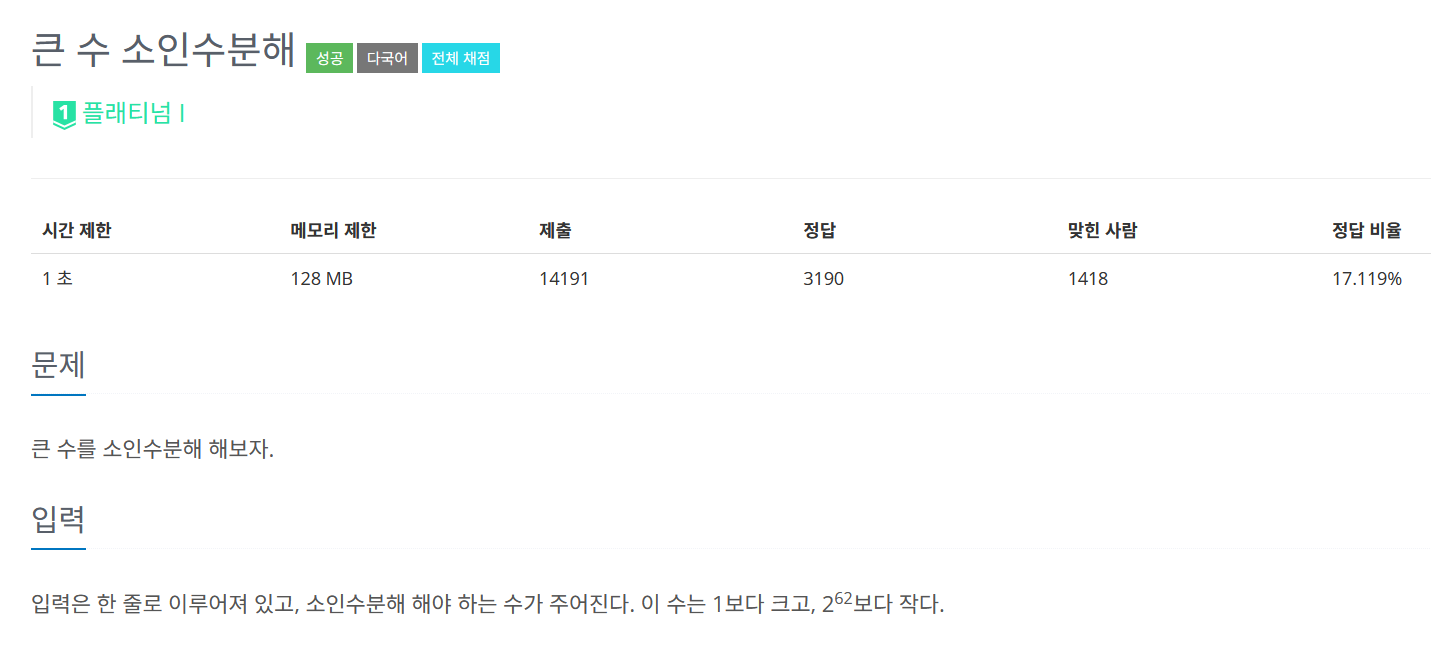 큰 수 소인수분해 성공 다국어 전체 채점
1 플래티넘 I
시간 제한 메모리 제한 제출 정답 맞힌 사람 정답 비율
1 초 128 MB 14191 3190 1418 17.119%
문제
큰 수를 소인수분해 해보자.
입력
입력은 한 줄로 이루어져 있고, 소인수분해 해야 하는 수가 주어진다. 이 수는 1보다 크고, 2⁶²보다 작다.